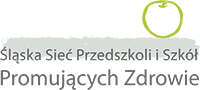 Śląska Sieć Przedszkoli i Szkół
Promujących Zdrowie